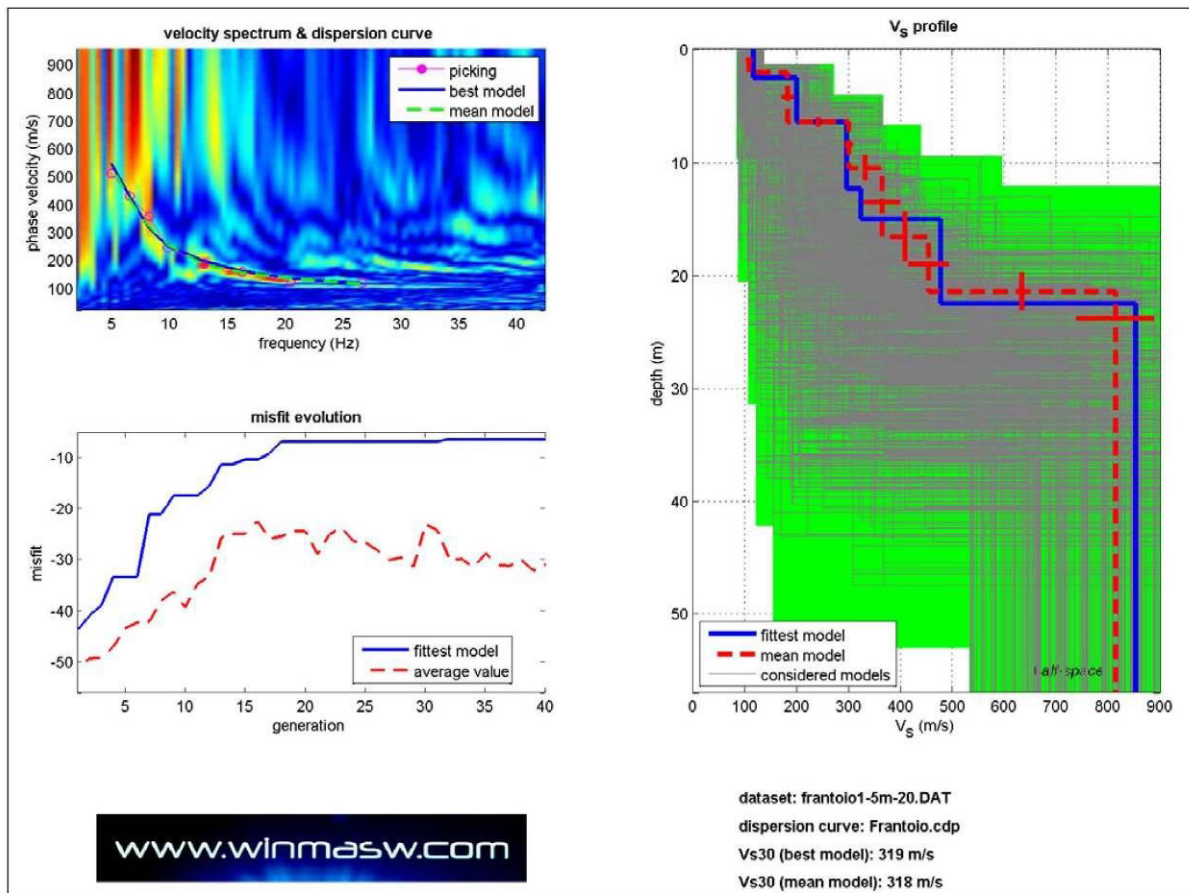 velocity spectrum & dispersion curve
900
800
700
600
500
400
300
200
100
phase velocity (m/s)
picking
best model
mean model
5 10 15 20 25 30 35 40
frequency (Hz)
misfit evolution
-10
-20
-30
-40
-50
misfit
fittest model
average value
5 10 15 20 25 30 35 40
generation
VS profile
0
10
20
30
40
50
depth (m)
fittest model
mean model
considered models
half-space
0 100 200 300 400 500 600 700 800 900
VS (m/s)
www.winmasw.com
dataset: frantoio1-5m-20.DAT
dispersion curve: Frantoio.cdp
Vs30 (best model): 319 m/s
Vs30 (mean model): 318 m/s